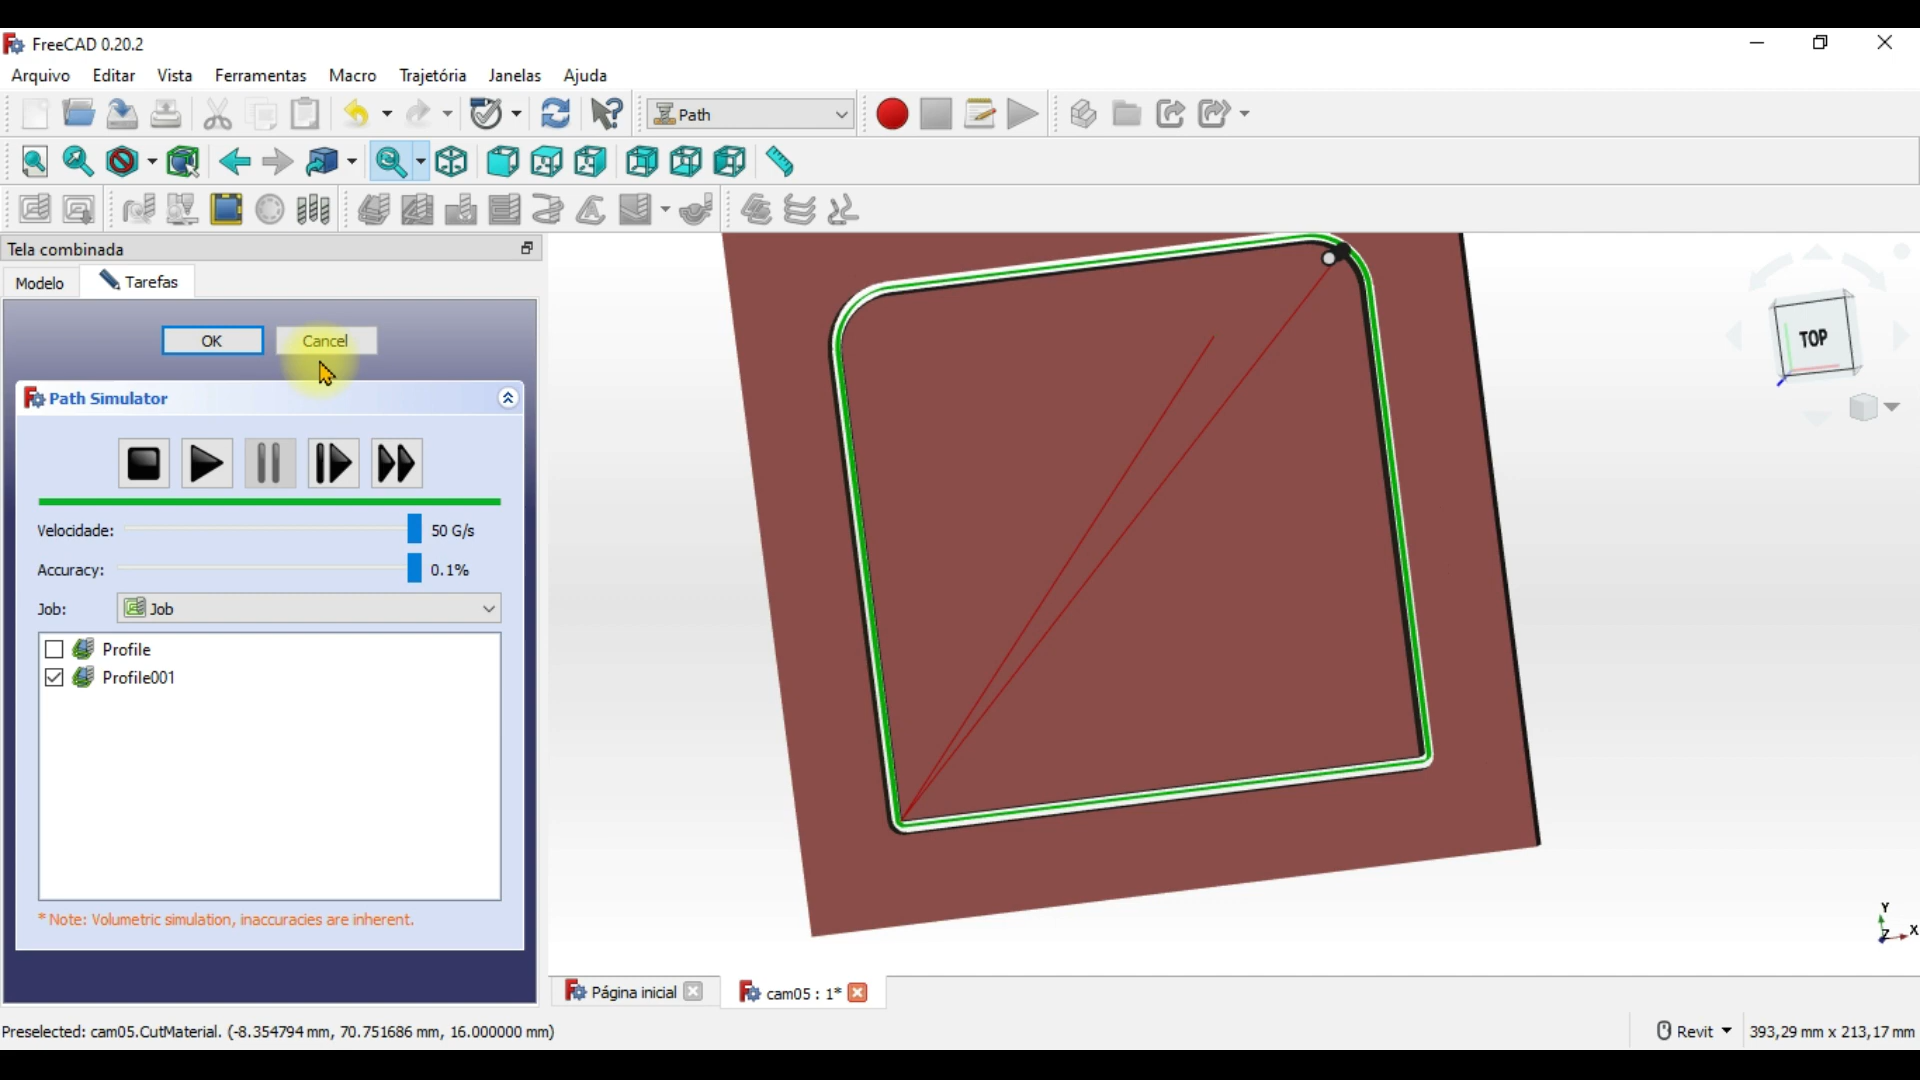 FreeCAD 0.20.2
Arquivo Editar Vista Ferramentas Macro Trajetória Janelas Ajuda
Path
Tela combinada
Modelo Tarefas
OK Cancel
Path Simulator
Velocidade: 50 G/s
Accuracy: 0.1%
Job: Job
Profile
Profile001
* Note: Volumetric simulation, inaccuracies are inherent.
TOP
Y
Z X
Página inicial cam05 : 1*
Preselected: cam05.CutMaterial. (-8.354794 mm, 70.751686 mm, 16.000000 mm) Revit 393,29 mm x 213,17 mm